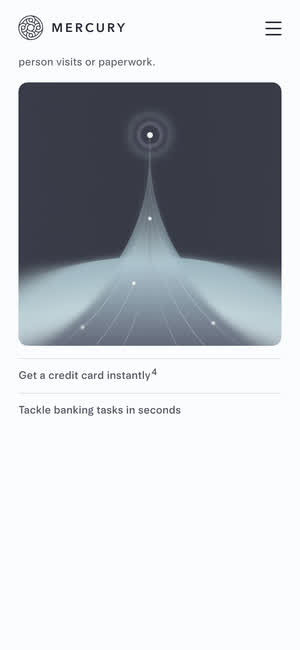 MERCURY
person visits or paperwork.
Get a credit card instantly4
Tackle banking tasks in seconds